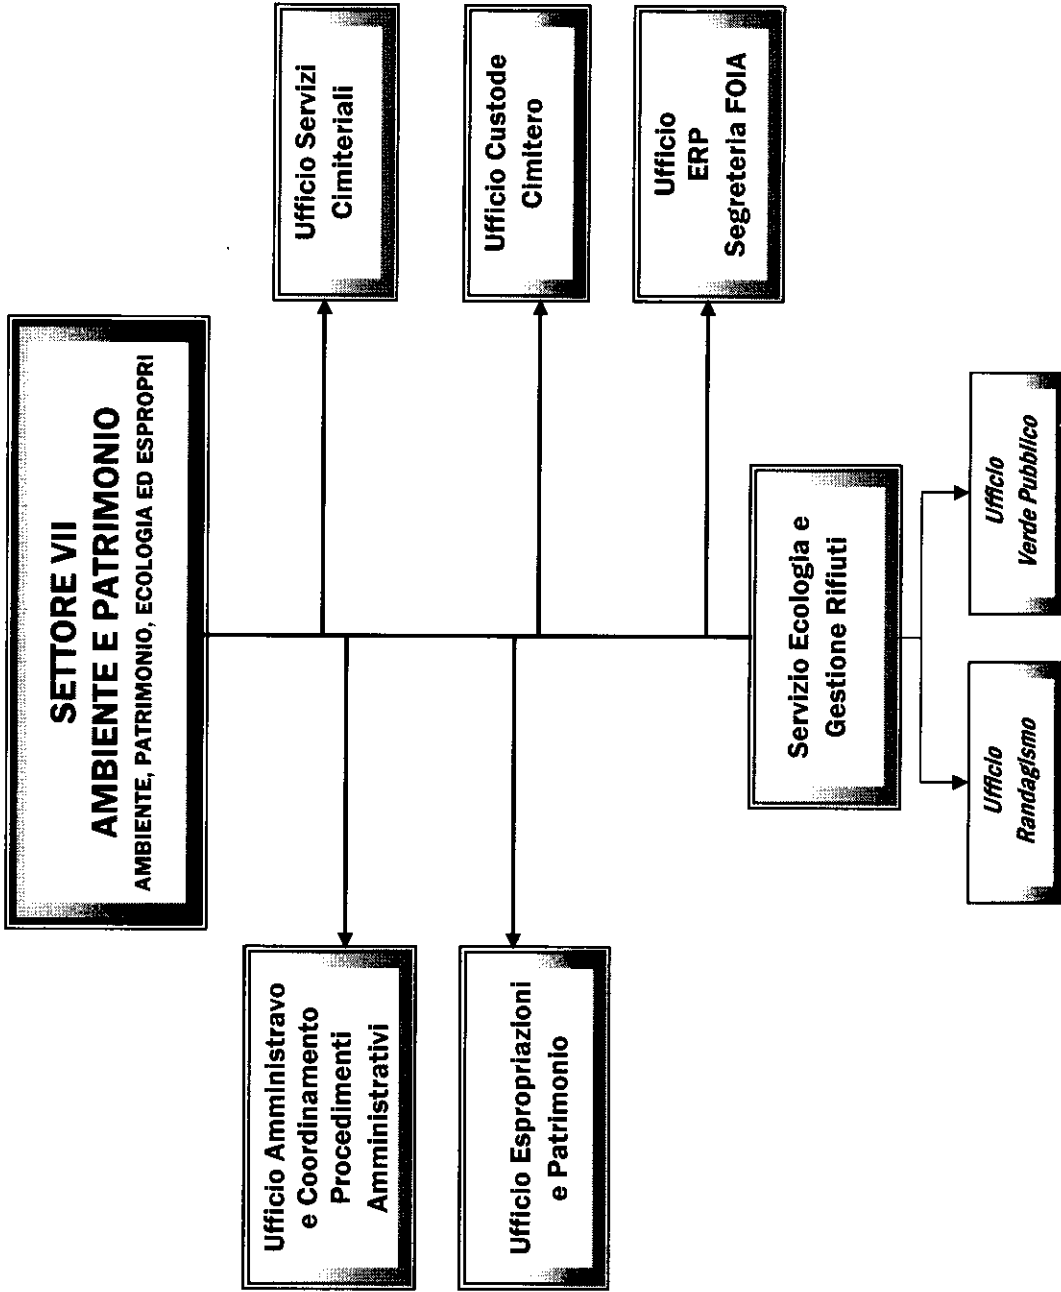 SETTORE VII
AMBIENTE E PATRIMONIO
AMBIENTE, PATRIMONIO, ECOLOGIA ED ESPROPRI
Ufficio Amministravo
e Coordinamento
Procedimenti
Amministrativi
Ufficio Servizi
Cimiteriali
Ufficio Espropriazioni
e Patrimonio
Ufficio Custode
Cimitero
Ufficio
ERP
Segreteria FOIA
Servizio Ecologia e
Gestione Rifiuti
Ufficio
Randagismo
Ufficio
Verde Pubblico